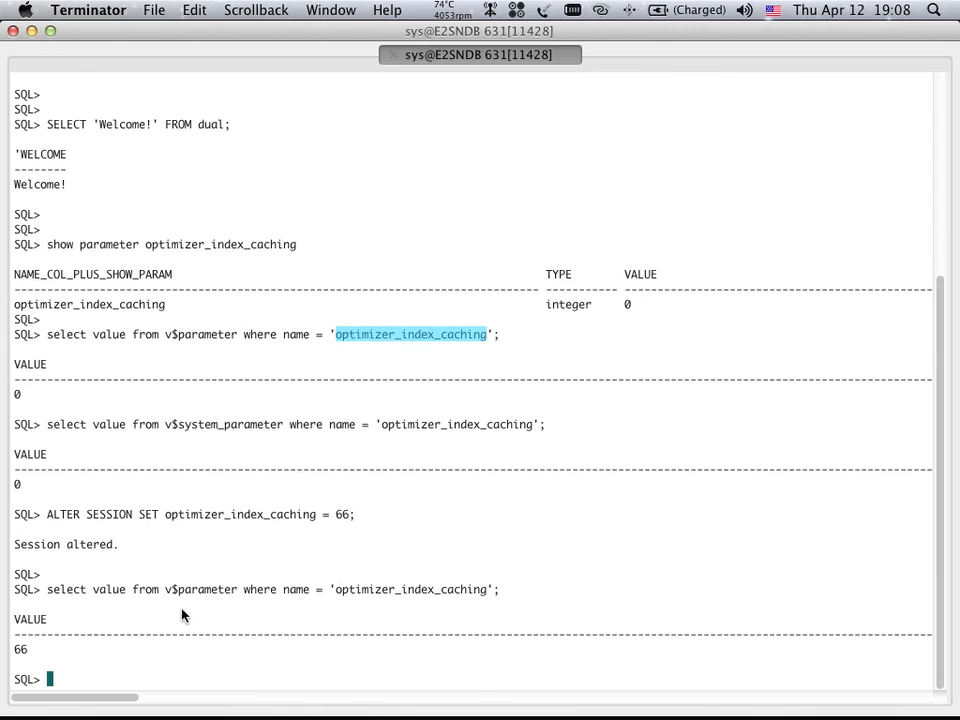 Terminator File Edit Scrollback Window Help 74°C 4053rpm (Charged) Thu Apr 12 19:08
sys@E2SNDB 631[11428]
sys@E2SNDB 631[11428]
SQL>
SQL>
SQL> SELECT 'Welcome!' FROM dual;
'WELCOME
--------
Welcome!
SQL>
SQL>
SQL> show parameter optimizer_index_caching
NAME_COL_PLUS_SHOW_PARAM TYPE VALUE
-------------------------------------------------------------------------------- ----------- ------------------------------------------------
optimizer_index_caching integer 0
SQL>
SQL> select value from v$parameter where name = 'optimizer_index_caching';
VALUE
--------------------------------------------------------------------------------------------------------------------------------------------
0
SQL> select value from v$system_parameter where name = 'optimizer_index_caching';
VALUE
--------------------------------------------------------------------------------------------------------------------------------------------
0
SQL> ALTER SESSION SET optimizer_index_caching = 66;
Session altered.
SQL>
SQL> select value from v$parameter where name = 'optimizer_index_caching';
VALUE
--------------------------------------------------------------------------------------------------------------------------------------------
66
SQL>